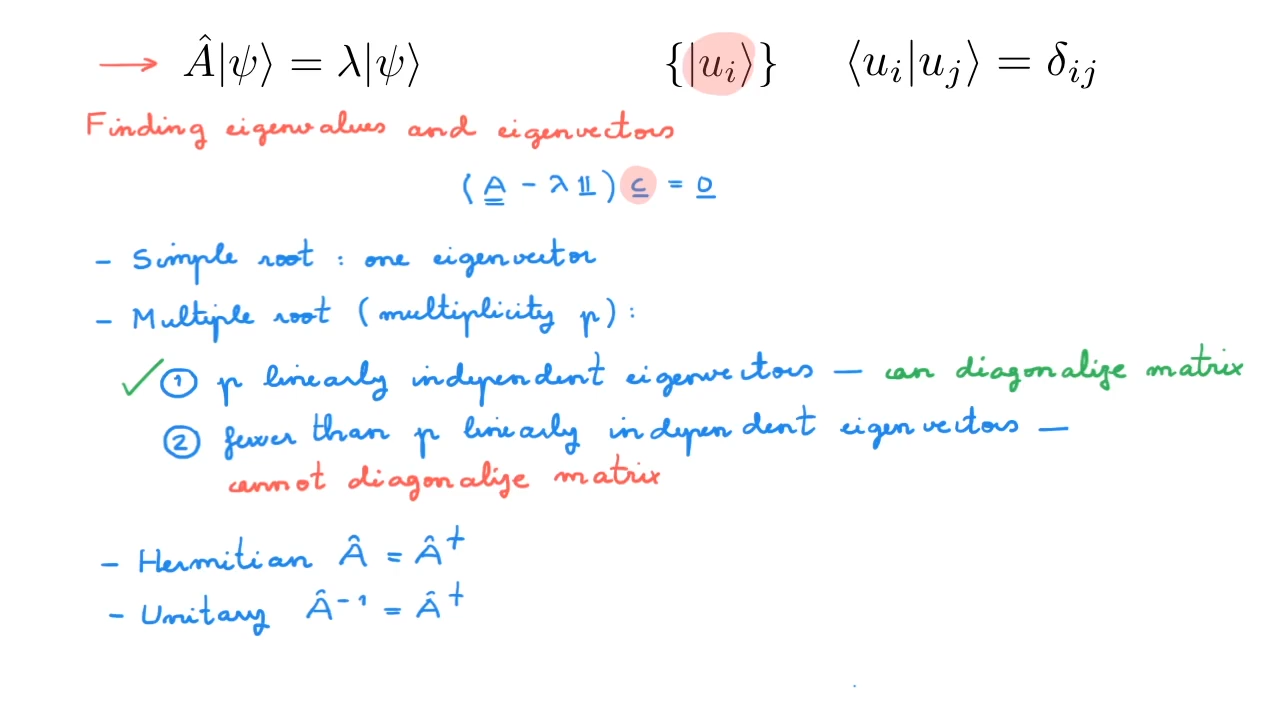 → Â|ψ⟩ = λ|ψ⟩ {|uᵢ⟩} ⟨uᵢ|uⱼ⟩ = δᵢⱼ
Finding eigenvalues and eigenvectors
(A − λ𝟙) c = 0
- Simple root : one eigenvector
- Multiple root (multiplicity p) :
✓ ① p linearly independent eigenvectors — can diagonalize matrix
② fewer than p linearly independent eigenvectors —
cannot diagonalize matrix
- Hermitian Â = Â†
- Unitary Â⁻¹ = Â†